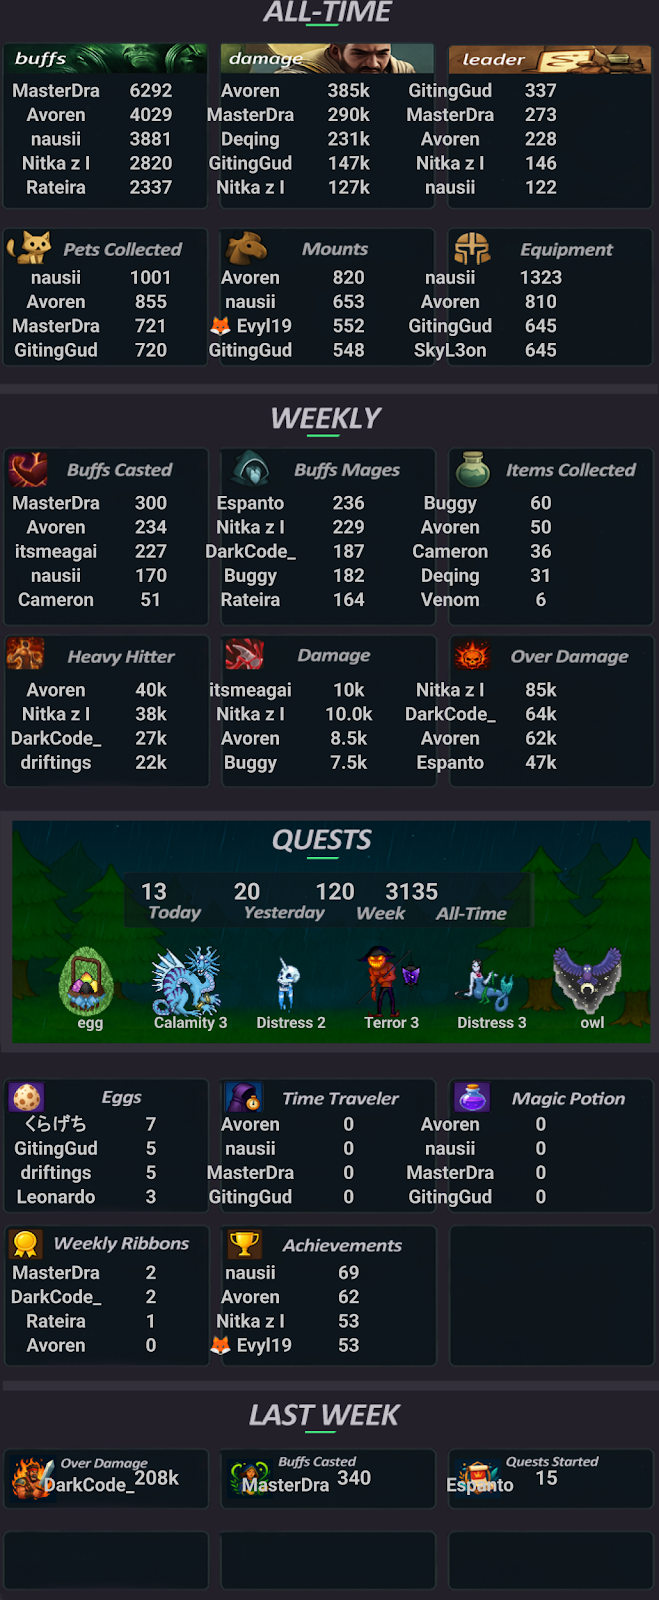 ALL-TIME
buffs
MasterDra 6292
Avoren 4029
nausii 3881
Nitka z I 2820
Rateira 2337
damage
Avoren 385k
MasterDra 290k
Deqing 231k
GitingGud 147k
Nitka z I 127k
leader
GitingGud 337
MasterDra 273
Avoren 228
Nitka z I 146
nausii 122
Pets Collected
nausii 1001
Avoren 855
MasterDra 721
GitingGud 720
Mounts
Avoren 820
nausii 653
🦊 Evyl19 552
GitingGud 548
Equipment
nausii 1323
Avoren 810
GitingGud 645
SkyL3on 645
WEEKLY
Buffs Casted
MasterDra 300
Avoren 234
itsmeagai 227
nausii 170
Cameron 51
Buffs Mages
Espanto 236
Nitka z I 229
DarkCode_ 187
Buggy 182
Rateira 164
Items Collected
Buggy 60
Avoren 50
Cameron 36
Deqing 31
Venom 6
Heavy Hitter
Avoren 40k
Nitka z I 38k
DarkCode_ 27k
driftings 22k
Damage
itsmeagai 10k
Nitka z I 10.0k
Avoren 8.5k
Buggy 7.5k
Over Damage
Nitka z I 85k
DarkCode_ 64k
Avoren 62k
Espanto 47k
QUESTS
13 20 120 3135
Today Yesterday Week All-Time
egg Calamity 3 Distress 2 Terror 3 Distress 3 owl
Eggs
くらげち 7
GitingGud 5
driftings 5
Leonardo 3
Time Traveler
Avoren 0
nausii 0
MasterDra 0
GitingGud 0
Magic Potion
Avoren 0
nausii 0
MasterDra 0
GitingGud 0
Weekly Ribbons
MasterDra 2
DarkCode_ 2
Rateira 1
Avoren 0
Achievements
nausii 69
Avoren 62
Nitka z I 53
🦊 Evyl19 53
LAST WEEK
Over Damage
DarkCode_ 208k
Buffs Casted
MasterDra 340
Quests Started
Espanto 15